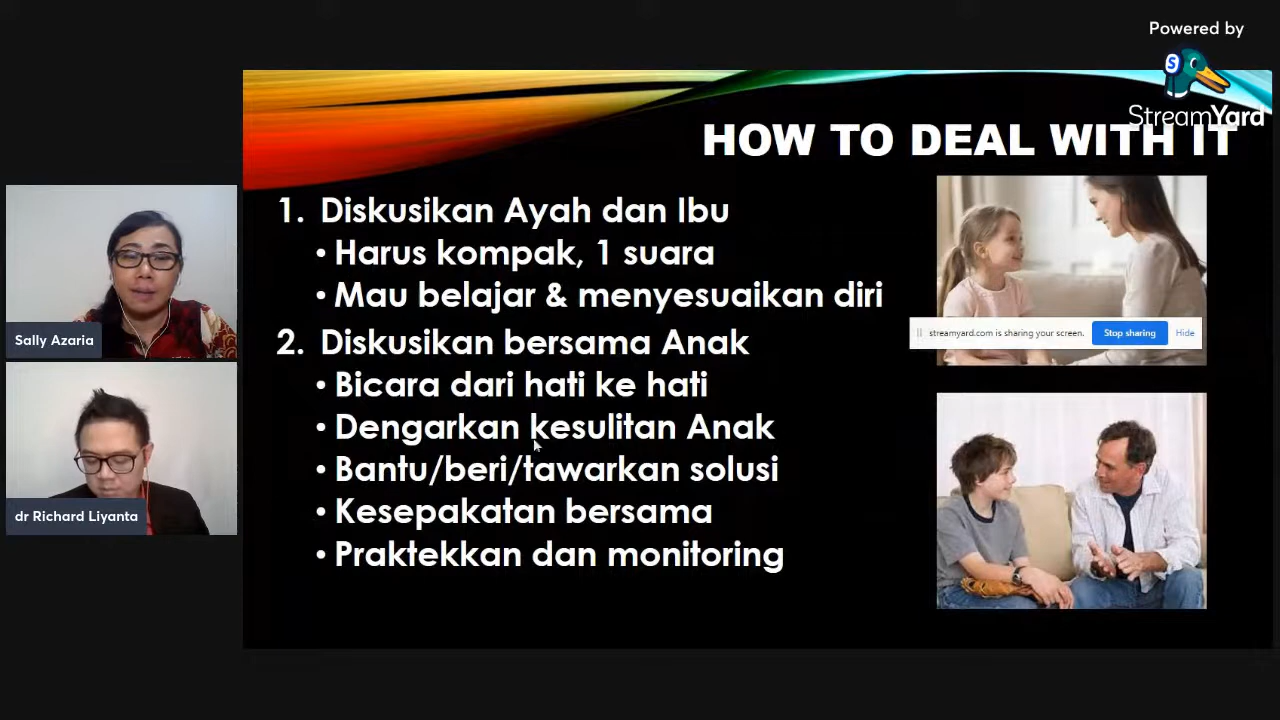 Powered by
S
StreamYard
HOW TO DEAL WITH IT
1. Diskusikan Ayah dan Ibu
• Harus kompak, 1 suara
• Mau belajar & menyesuaikan diri
2. Diskusikan bersama Anak
• Bicara dari hati ke hati
• Dengarkan kesulitan Anak
• Bantu/beri/tawarkan solusi
• Kesepakatan bersama
• Praktekkan dan monitoring
streamyard.com is sharing your screen. Stop sharing Hide
Sally Azaria
dr Richard Liyanta